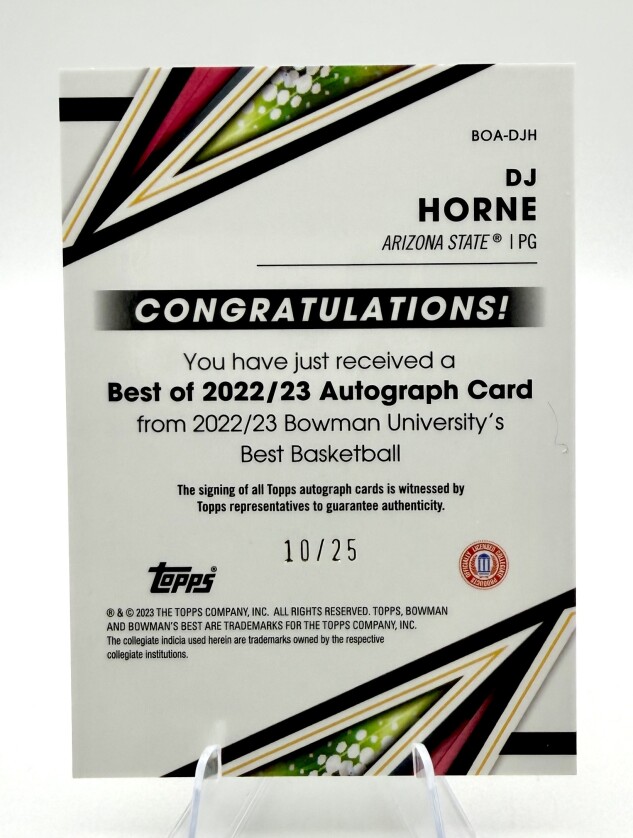 BOA-DJH
DJ
HORNE
ARIZONA STATE® | PG
CONGRATULATIONS!
You have just received a
Best of 2022/23 Autograph Card
from 2022/23 Bowman University's
Best Basketball
The signing of all Topps autograph cards is witnessed by
Topps representatives to guarantee authenticity.
10/25
Topps®
OFFICIALLY LICENSED COLLEGIATE PRODUCTS
® & © 2023 THE TOPPS COMPANY, INC. ALL RIGHTS RESERVED. TOPPS, BOWMAN
AND BOWMAN'S BEST ARE TRADEMARKS FOR THE TOPPS COMPANY, INC.
The collegiate indicia used herein are trademarks owned by the respective
collegiate institutions.